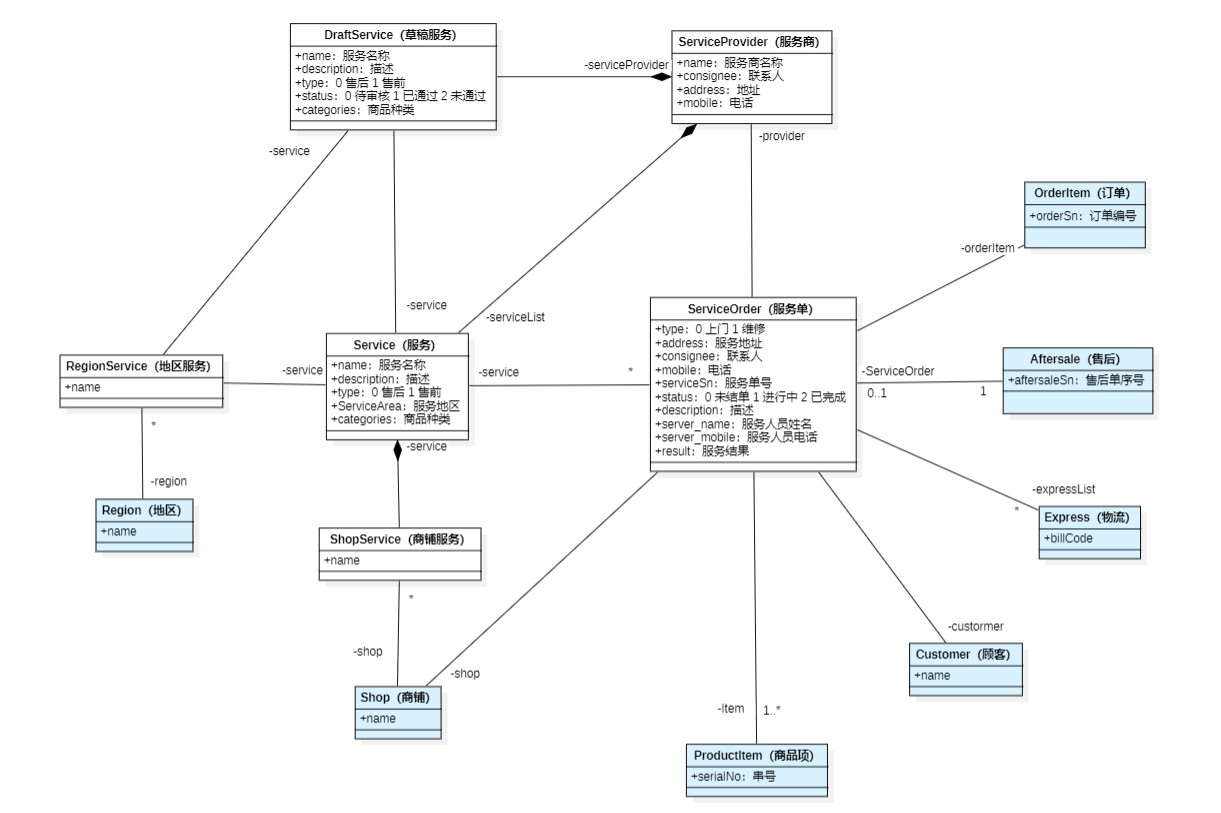 DraftService（草稿服务）
+name：服务名称
+description：描述
+type：0 售后 1 售前
+status：0 待审核 1 已通过 2 未通过
+categories：商品种类
-serviceProvider
ServiceProvider（服务商）
+name：服务商名称
+consignee：联系人
+address：地址
+mobile：电话
-service
-provider
OrderItem（订单）
+orderSn：订单编号
-orderItem
-service
-serviceList
ServiceOrder（服务单）
+type：0 上门 1 维修
+address：服务地址
+consignee：联系人
+mobile：电话
+serviceSn：服务单号
+status：0 未结单 1 进行中 2 已完成
+description：描述
+server_name：服务人员姓名
+server_mobile：服务人员电话
+result：服务结果
RegionService（地区服务）
+name
-service
Service（服务）
+name：服务名称
+description：描述
+type：0 售后 1 售前
+ServiceArea：服务地区
+categories：商品种类
-service
*
-ServiceOrder
0..1
1
Aftersale（售后）
+aftersaleSn：售后单序号
*
-region
Region（地区）
+name
-service
ShopService（商铺服务）
+name
*
-shop
Shop（商铺）
+name
-shop
-expressList
*
Express（物流）
+billCode
-custormer
Customer（顾客）
+name
-Item
1..*
ProductItem（商品项）
+serialNo：串号